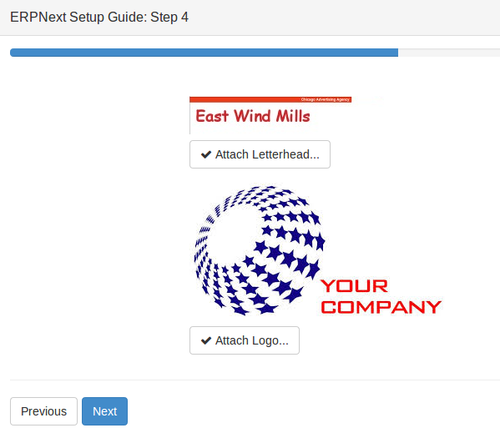 ERPNext Setup Guide: Step 4
Chicago Advertising Agency
East Wind Mills
Attach Letterhead...
YOUR
COMPANY
Attach Logo...
Previous
Next